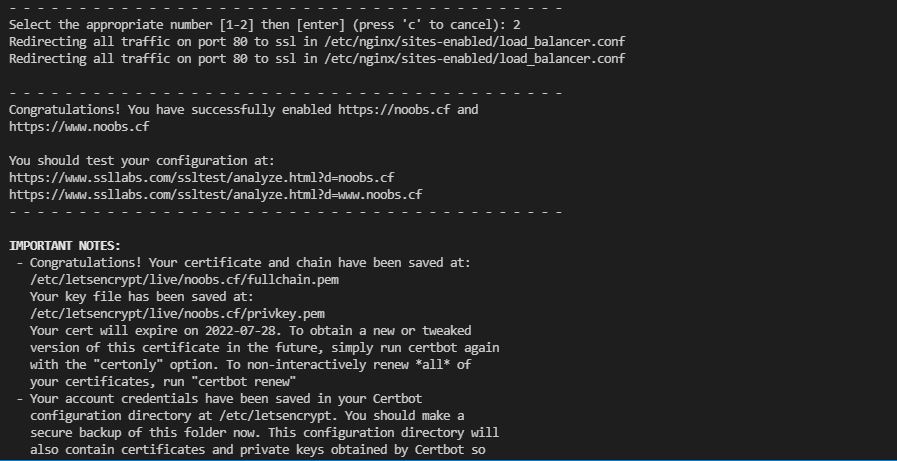 - - - - - - - - - - - - - - - - - - - - - - - - - - - - - - - - - - - - - - - -
Select the appropriate number [1-2] then [enter] (press 'c' to cancel): 2
Redirecting all traffic on port 80 to ssl in /etc/nginx/sites-enabled/load_balancer.conf
Redirecting all traffic on port 80 to ssl in /etc/nginx/sites-enabled/load_balancer.conf
- - - - - - - - - - - - - - - - - - - - - - - - - - - - - - - - - - - - - - - -
Congratulations! You have successfully enabled https://noobs.cf and
https://www.noobs.cf
You should test your configuration at:
https://www.ssllabs.com/ssltest/analyze.html?d=noobs.cf
https://www.ssllabs.com/ssltest/analyze.html?d=www.noobs.cf
- - - - - - - - - - - - - - - - - - - - - - - - - - - - - - - - - - - - - - - -
IMPORTANT NOTES:
- Congratulations! Your certificate and chain have been saved at:
/etc/letsencrypt/live/noobs.cf/fullchain.pem
Your key file has been saved at:
/etc/letsencrypt/live/noobs.cf/privkey.pem
Your cert will expire on 2022-07-28. To obtain a new or tweaked
version of this certificate in the future, simply run certbot again
with the "certonly" option. To non-interactively renew *all* of
your certificates, run "certbot renew"
- Your account credentials have been saved in your Certbot
configuration directory at /etc/letsencrypt. You should make a
secure backup of this folder now. This configuration directory will
also contain certificates and private keys obtained by Certbot so